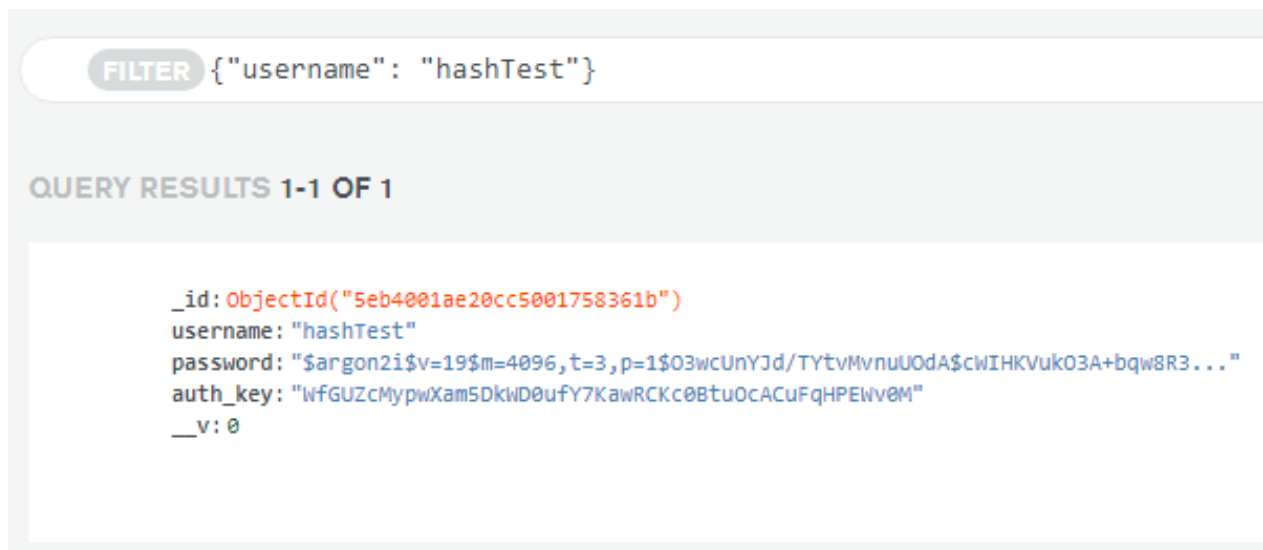 FILTER {"username": "hashTest"}
QUERY RESULTS 1-1 OF 1
_id: ObjectId("5eb4001ae20cc5001758361b")
username: "hashTest"
password: "$argon2i$v=19$m=4096,t=3,p=1$O3wcUnYJd/TYtvMvnuUOdA$cWIHKVukO3A+bqw8R3..."
auth_key: "WfGUZcMypwXam5DkWD0ufY7KawRCKc0BtuOcACuFqHPEWv0M"
__v: 0